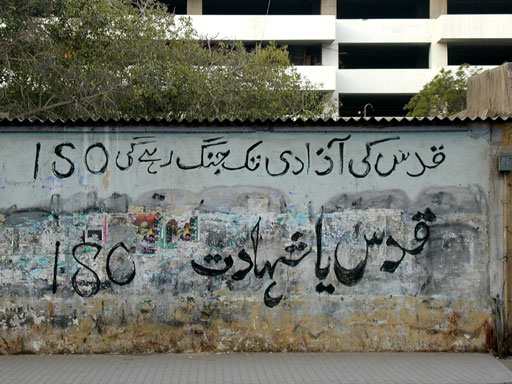 قدس کی آزادی تک جنگ رہے گی ISO
قدس یا شہادت ISO